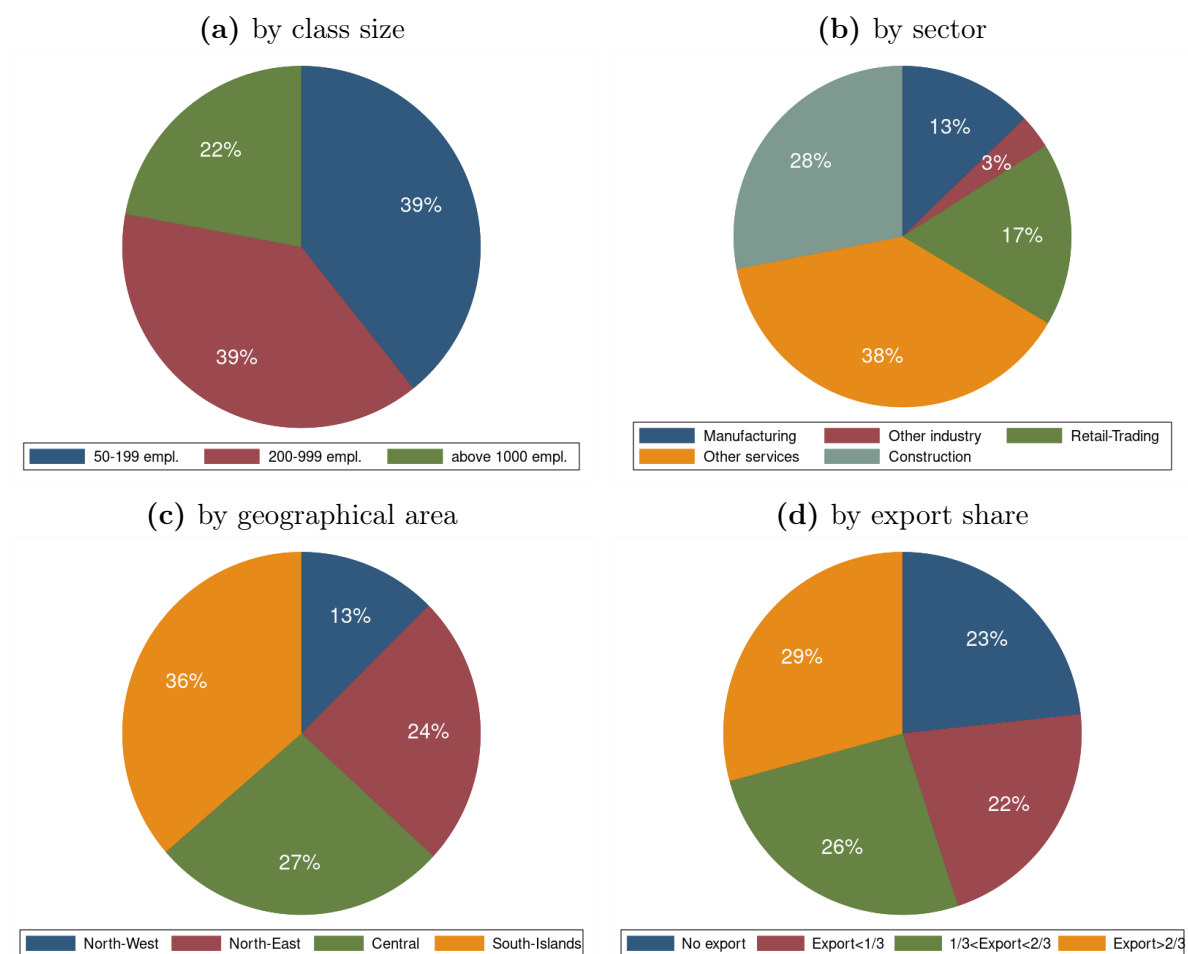 (a) by class size
22%
39%
39%
50-199 empl. 200-999 empl. above 1000 empl.
(b) by sector
13%
28%
3%
17%
38%
Manufacturing Other industry Retail-Trading
Other services Construction
(c) by geographical area
13%
36%
24%
27%
North-West North-East Central South-Islands
(d) by export share
23%
29%
22%
26%
No export Export<1/3 1/3<Export<2/3 Export>2/3